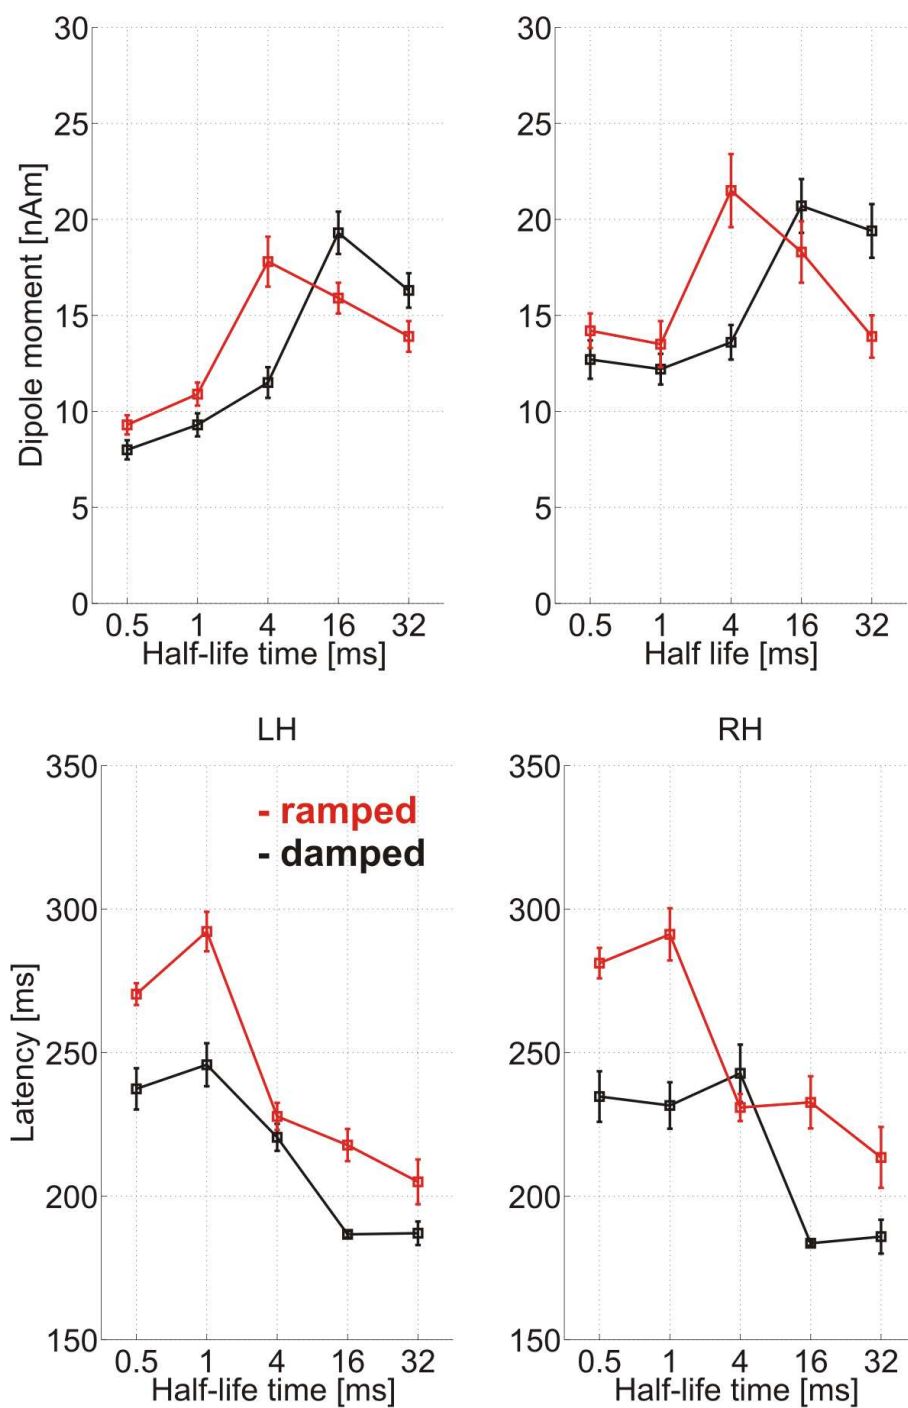 30
25
20
15
10
5
0
Dipole moment [nAm]
0.5 1 4 16 32
Half-life time [ms]
30
25
20
15
10
5
0
0.5 1 4 16 32
Half life [ms]
LH
350
300
250
200
150
Latency [ms]
- ramped
- damped
0.5 1 4 16 32
Half-life time [ms]
RH
350
300
250
200
150
0.5 1 4 16 32
Half-life time [ms]